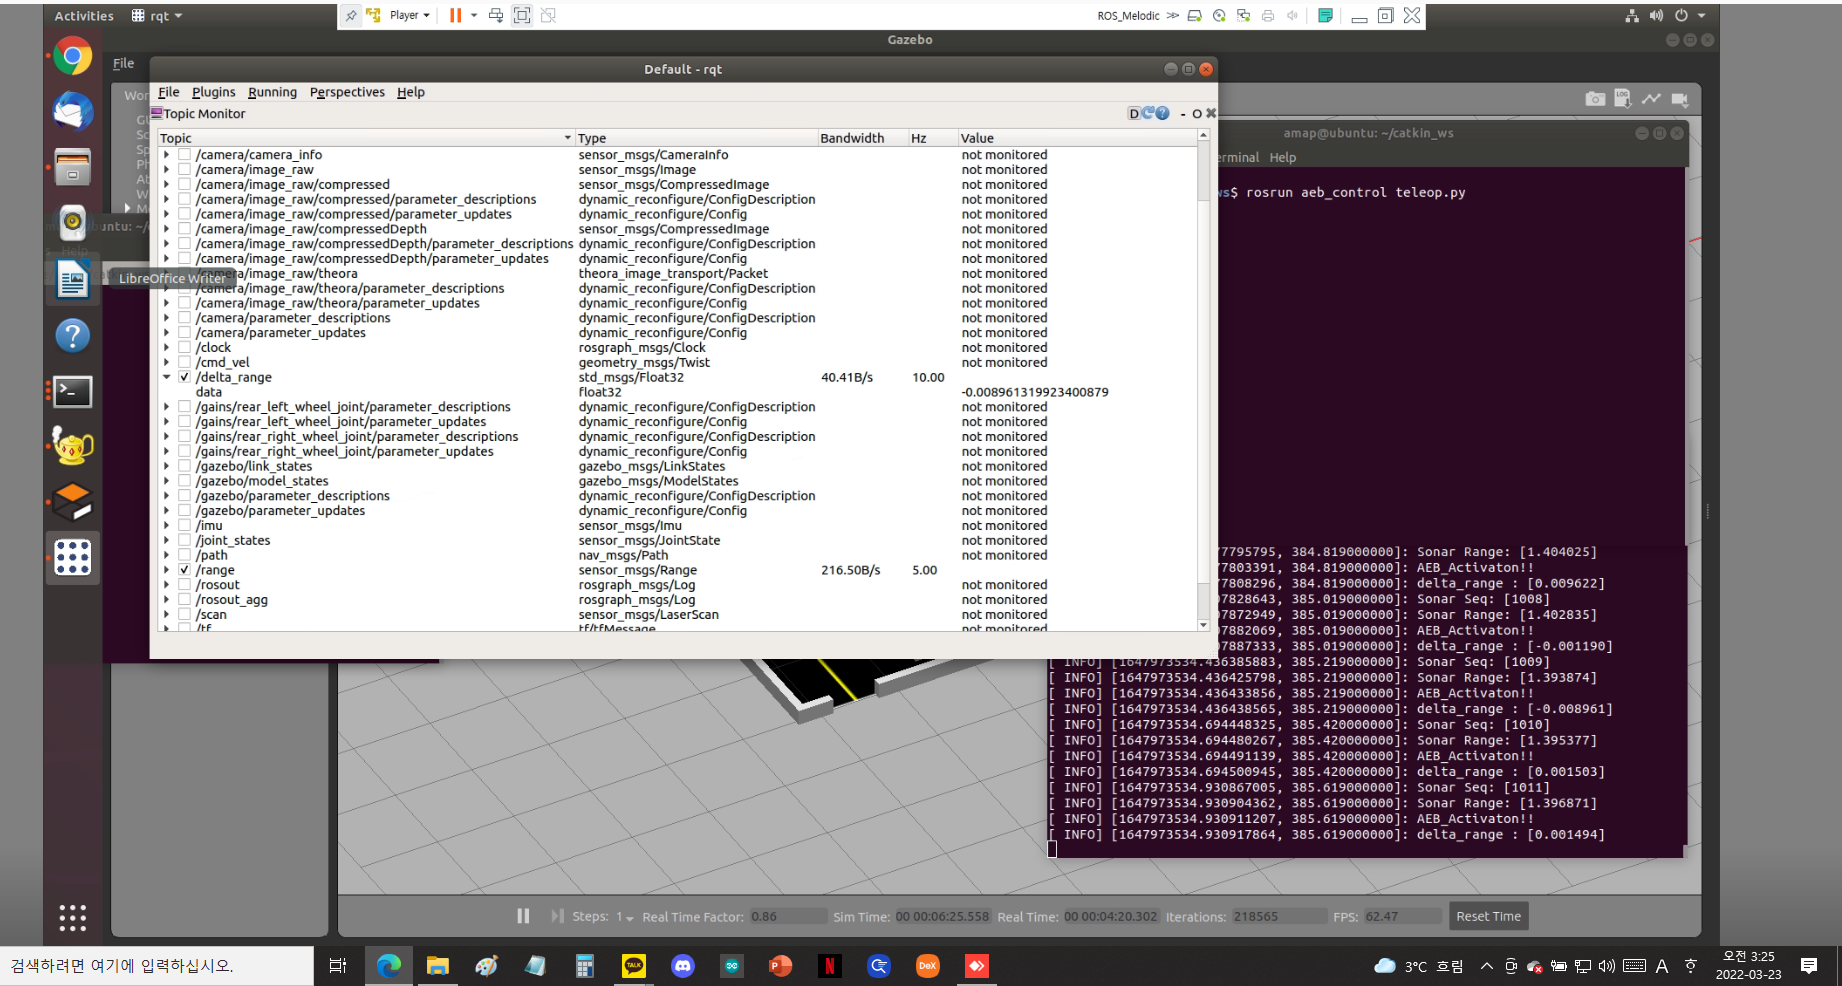 Activities rqt Player ROS_Melodic
Gazebo
File
Default - rqt
File Plugins Running Perspectives Help
Topic Monitor
D - O
Topic Type Bandwidth Hz Value
/camera/camera_info sensor_msgs/CameraInfo not monitored
/camera/image_raw sensor_msgs/Image not monitored
/camera/image_raw/compressed sensor_msgs/CompressedImage not monitored
/camera/image_raw/compressed/parameter_descriptions dynamic_reconfigure/ConfigDescription not monitored
/camera/image_raw/compressed/parameter_updates dynamic_reconfigure/Config not monitored
/camera/image_raw/compressedDepth sensor_msgs/CompressedImage not monitored
/camera/image_raw/compressedDepth/parameter_descriptions dynamic_reconfigure/ConfigDescription not monitored
/camera/image_raw/compressedDepth/parameter_updates dynamic_reconfigure/Config not monitored
/camera/image_raw/theora theora_image_transport/Packet not monitored
/camera/image_raw/theora/parameter_descriptions dynamic_reconfigure/ConfigDescription not monitored
/camera/image_raw/theora/parameter_updates dynamic_reconfigure/Config not monitored
/camera/parameter_descriptions dynamic_reconfigure/ConfigDescription not monitored
/camera/parameter_updates dynamic_reconfigure/Config not monitored
/clock rosgraph_msgs/Clock not monitored
/cmd_vel geometry_msgs/Twist not monitored
/delta_range std_msgs/Float32 40.41B/s 10.00
data float32 -0.008961319923400879
/gains/rear_left_wheel_joint/parameter_descriptions dynamic_reconfigure/ConfigDescription not monitored
/gains/rear_left_wheel_joint/parameter_updates dynamic_reconfigure/Config not monitored
/gains/rear_right_wheel_joint/parameter_descriptions dynamic_reconfigure/ConfigDescription not monitored
/gains/rear_right_wheel_joint/parameter_updates dynamic_reconfigure/Config not monitored
/gazebo/link_states gazebo_msgs/LinkStates not monitored
/gazebo/model_states gazebo_msgs/ModelStates not monitored
/gazebo/parameter_descriptions dynamic_reconfigure/ConfigDescription not monitored
/gazebo/parameter_updates dynamic_reconfigure/Config not monitored
/imu sensor_msgs/Imu not monitored
/joint_states sensor_msgs/JointState not monitored
/path nav_msgs/Path not monitored
/range sensor_msgs/Range 216.50B/s 5.00
/rosout rosgraph_msgs/Log not monitored
/rosout_agg rosgraph_msgs/Log not monitored
/scan sensor_msgs/LaserScan not monitored
/tf tf/tfMessage not monitored
LibreOffice Writer
amap@ubuntu: ~/catkin_ws
erminal Help
ws$ rosrun aeb_control teleop.py
77795795, 384.819000000]: Sonar Range: [1.404025]
77803391, 384.819000000]: AEB_Activaton!!
77808296, 384.819000000]: delta_range : [0.009622]
07828643, 385.019000000]: Sonar Seq: [1008]
07872949, 385.019000000]: Sonar Range: [1.402835]
07882069, 385.019000000]: AEB_Activaton!!
07887333, 385.019000000]: delta_range : [-0.001190]
[ INFO] [1647973534.436385883, 385.219000000]: Sonar Seq: [1009]
[ INFO] [1647973534.436425798, 385.219000000]: Sonar Range: [1.393874]
[ INFO] [1647973534.436433856, 385.219000000]: AEB_Activaton!!
[ INFO] [1647973534.436438565, 385.219000000]: delta_range : [-0.008961]
[ INFO] [1647973534.694448325, 385.420000000]: Sonar Seq: [1010]
[ INFO] [1647973534.694480267, 385.420000000]: Sonar Range: [1.395377]
[ INFO] [1647973534.694491139, 385.420000000]: AEB_Activaton!!
[ INFO] [1647973534.694500945, 385.420000000]: delta_range : [0.001503]
[ INFO] [1647973534.930867005, 385.619000000]: Sonar Seq: [1011]
[ INFO] [1647973534.930904362, 385.619000000]: Sonar Range: [1.396871]
[ INFO] [1647973534.930911207, 385.619000000]: AEB_Activaton!!
[ INFO] [1647973534.930917864, 385.619000000]: delta_range : [0.001494]
Steps: 1 Real Time Factor: 0.86 Sim Time: 00 00:06:25.558 Real Time: 00 00:04:20.302 Iterations: 218565 FPS: 62.47 Reset Time
검색하려면 여기에 입력하십시오.
TALK
DeX
3°C 흐림 A
오전 3:25
2022-03-23